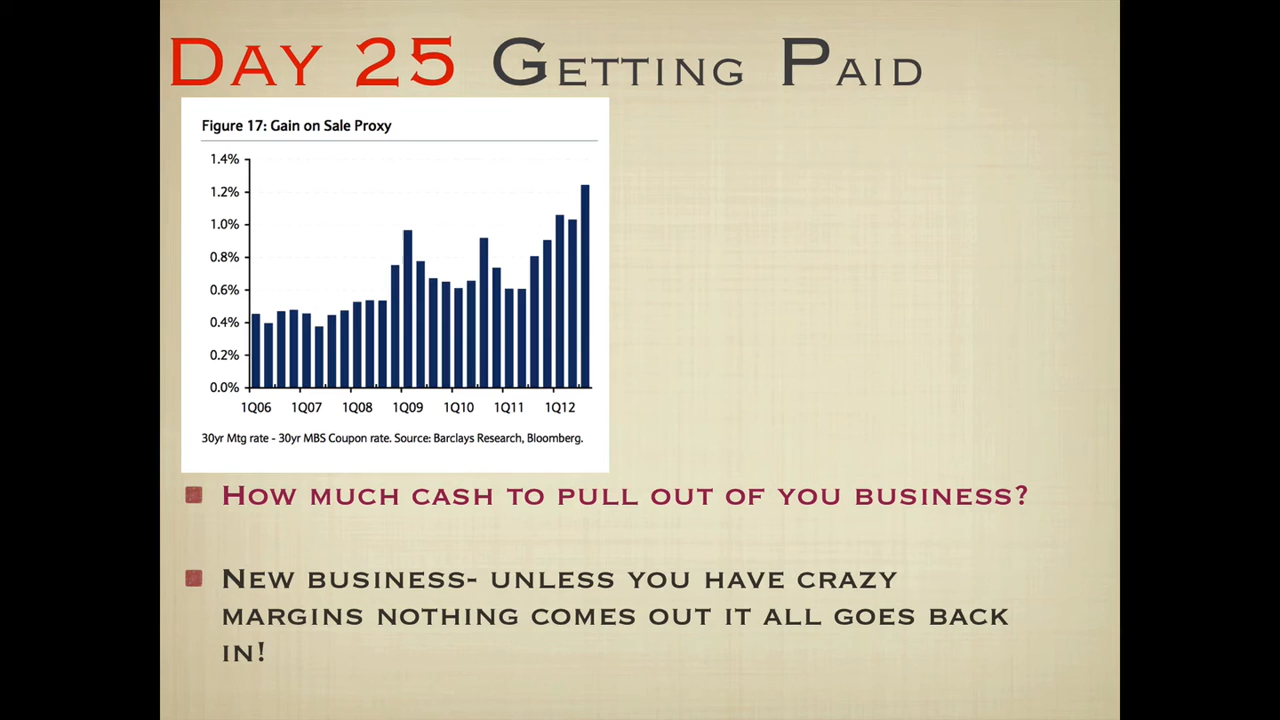 Day 25 Getting Paid
Figure 17: Gain on Sale Proxy
1.4%
1.2%
1.0%
0.8%
0.6%
0.4%
0.2%
0.0%
1Q06 1Q07 1Q08 1Q09 1Q10 1Q11 1Q12
30yr Mtg rate - 30yr MBS Coupon rate. Source: Barclays Research, Bloomberg.
How much cash to pull out of you business?
New business- unless you have crazy
margins nothing comes out it all goes back
in!